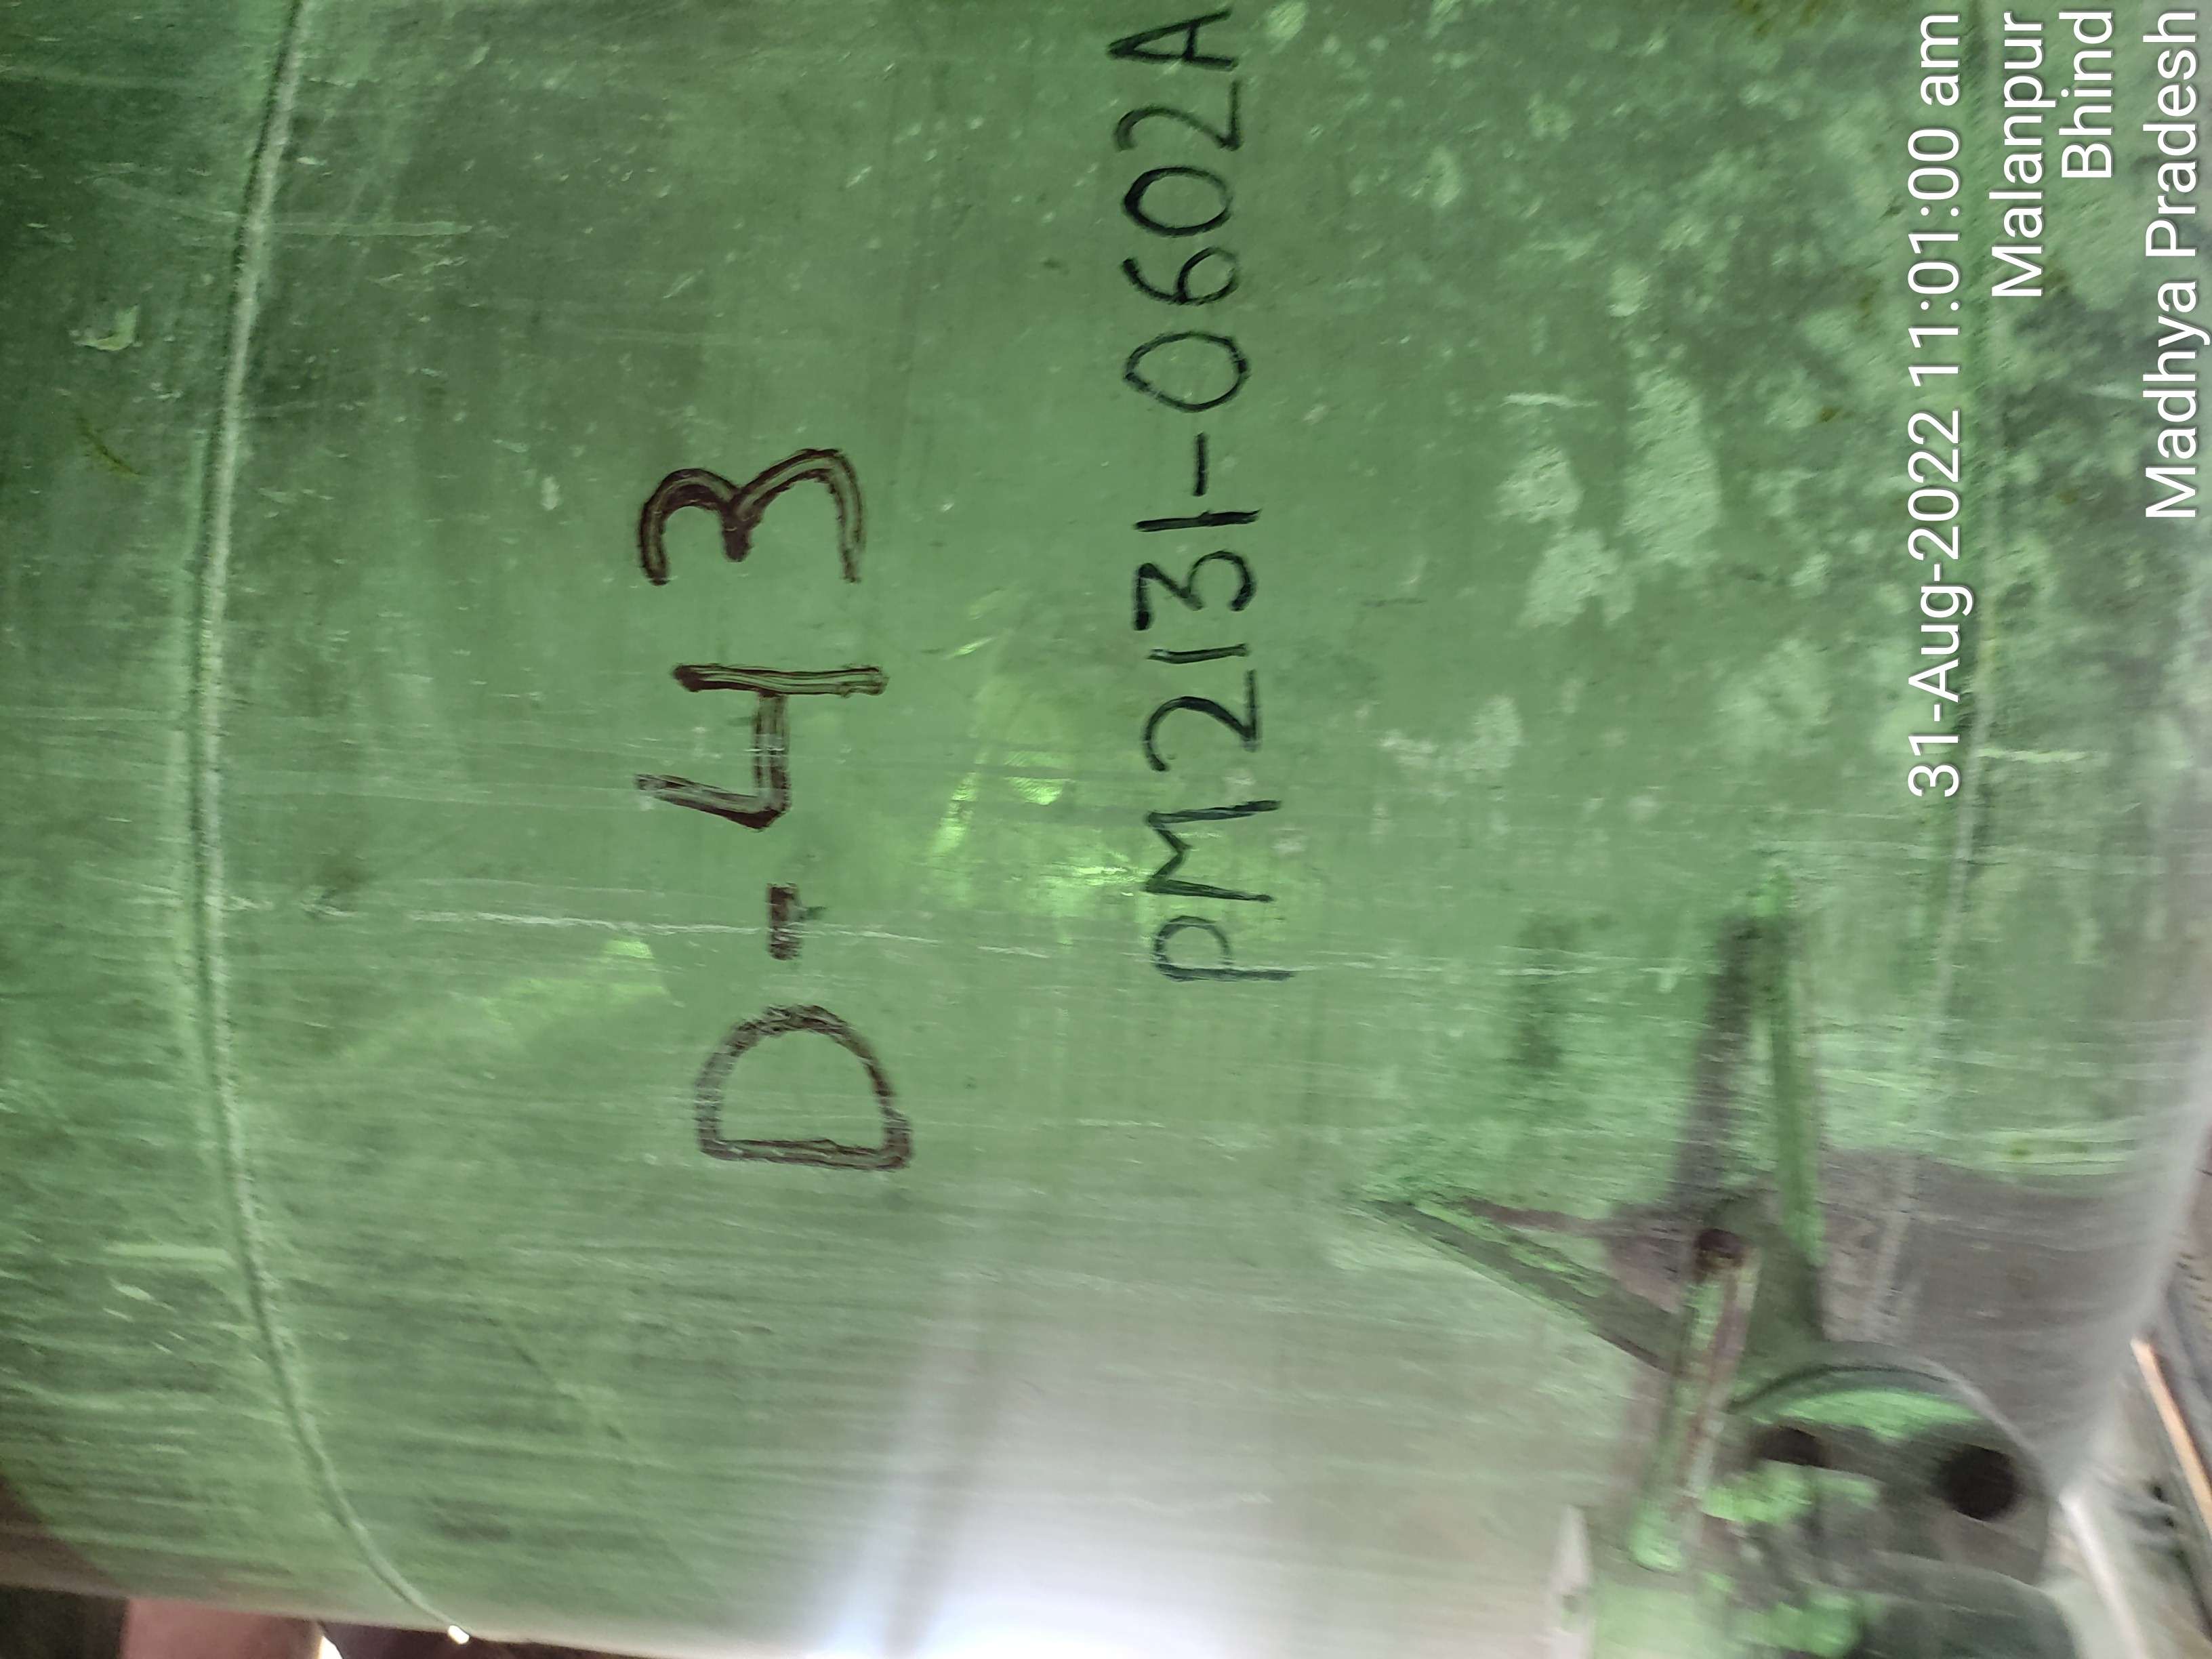 D-43
PM2131-0602A
31-Aug-2022 11:01:00 am
Malanpur
Bhind
Madhya Pradesh